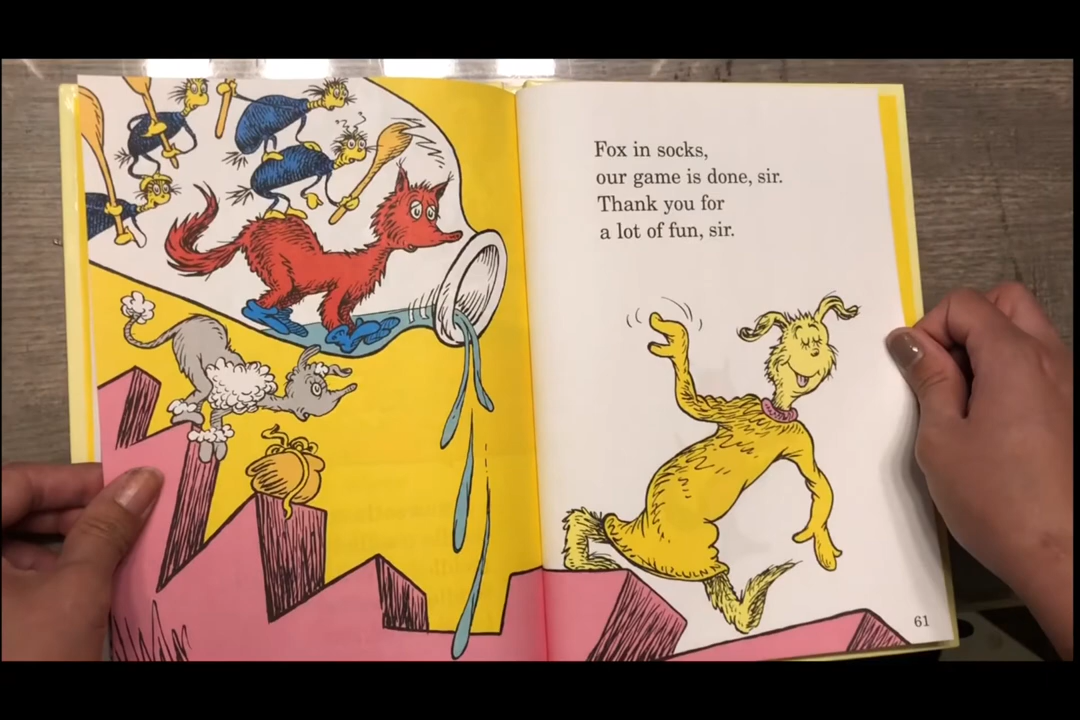 Fox in socks,
our game is done, sir.
Thank you for
a lot of fun, sir.
61